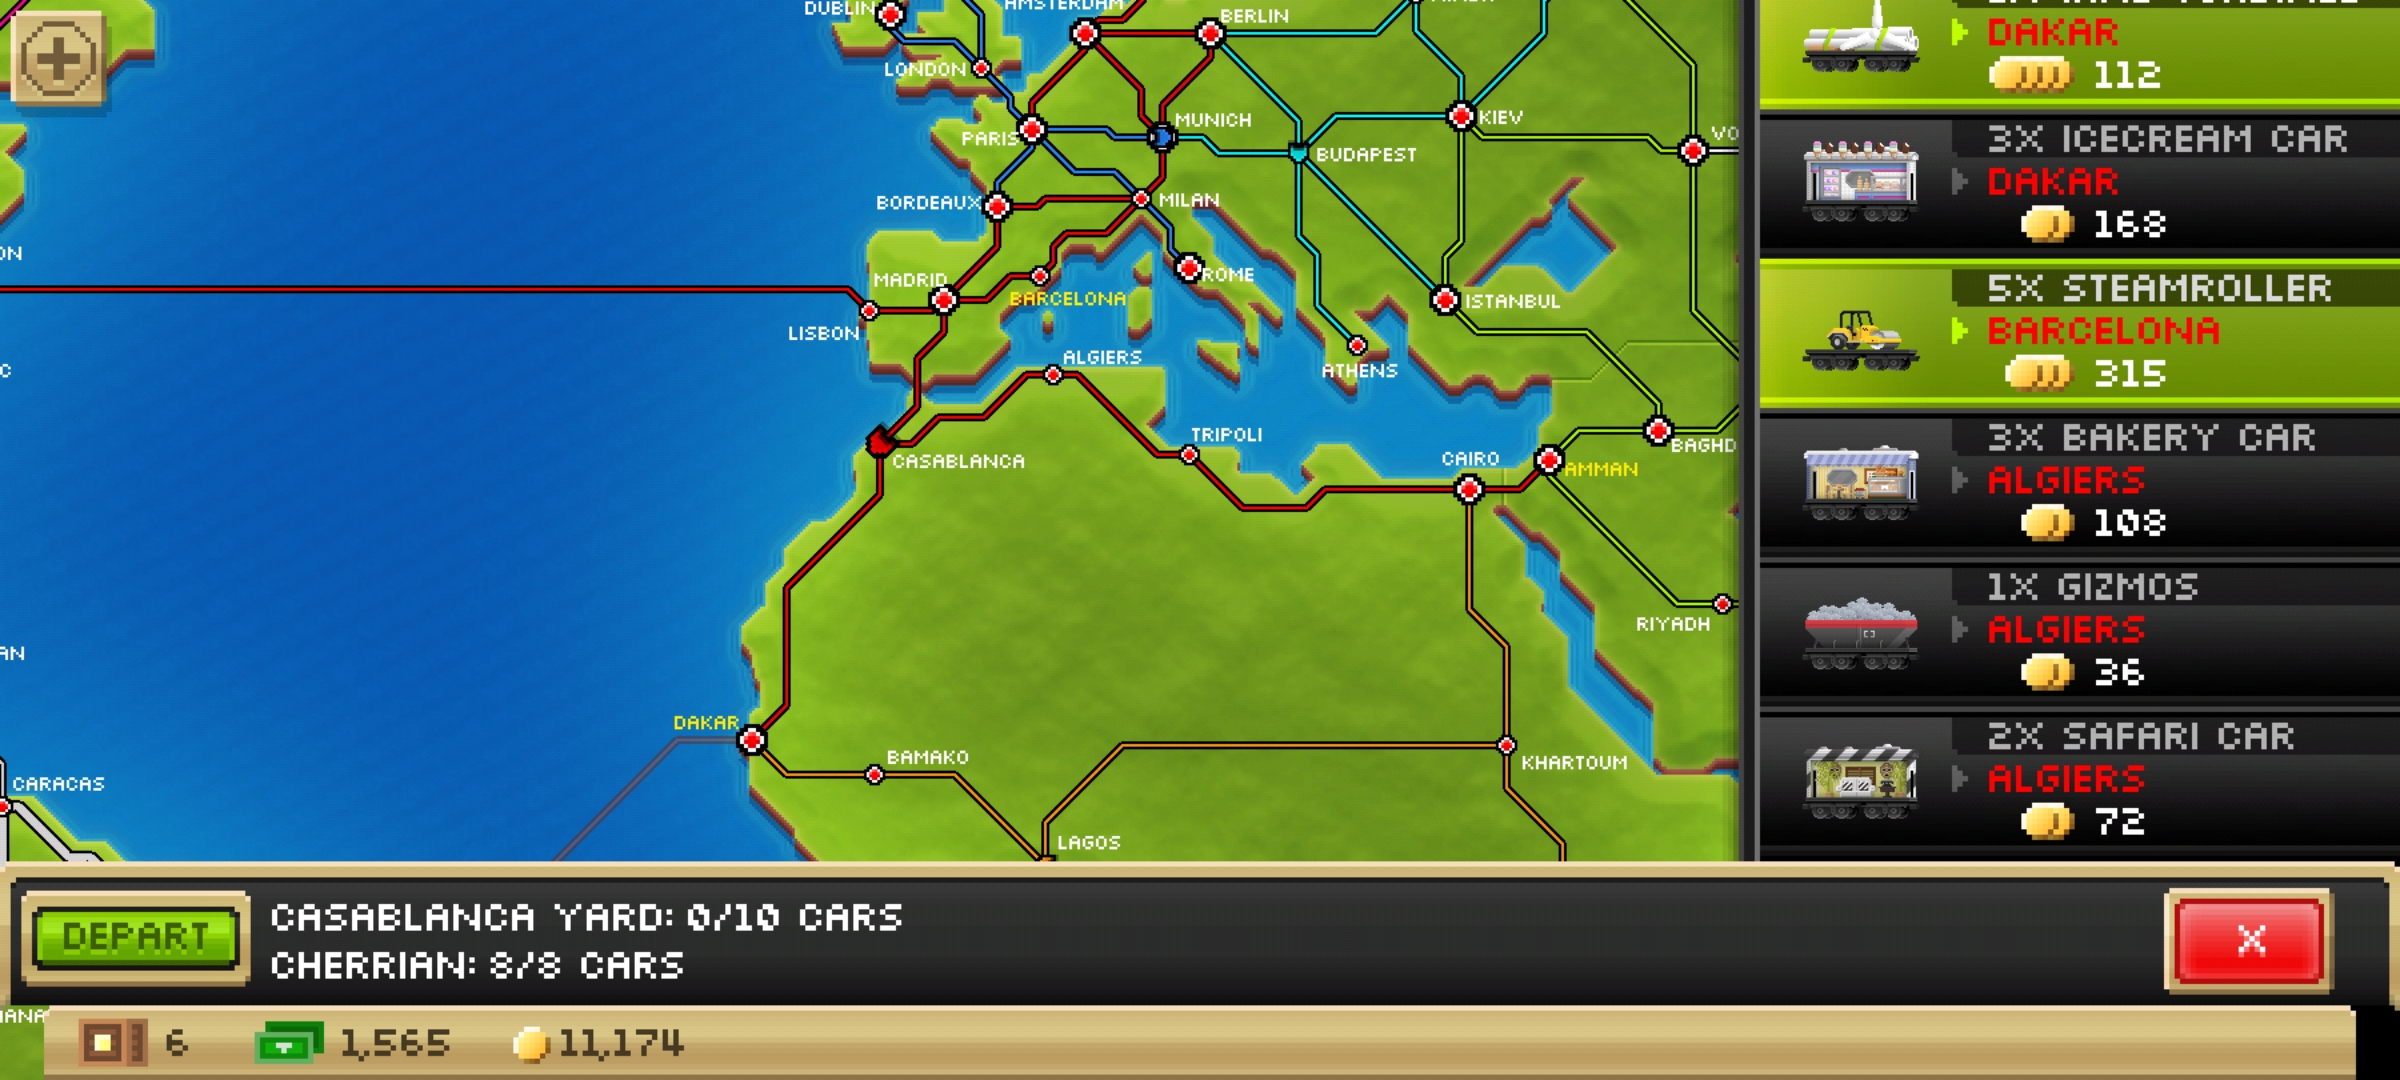 DUBLIN
AMSTERDAM
BERLIN
LONDON
PARIS
MUNICH
KIEV
VO
BUDAPEST
BORDEAUX
MILAN
ON
MADRID
ROME
BARCELONA
ISTANBUL
LISBON
ALGIERS
ATHENS
TRIPOLI
CASABLANCA
CAIRO
AMMAN
BAGHD
RIYADH
AN
DAKAR
BAMAKO
KHARTOUM
CARACAS
LAGOS
DAKAR
112
3X ICECREAM CAR
DAKAR
168
5X STEAMROLLER
BARCELONA
315
3X BAKERY CAR
ALGIERS
108
1X GIZMOS
ALGIERS
36
2X SAFARI CAR
ALGIERS
72
DEPART
CASABLANCA YARD: 0/10 CARS
CHERRIAN: 8/8 CARS
X
6
1,565
11,174